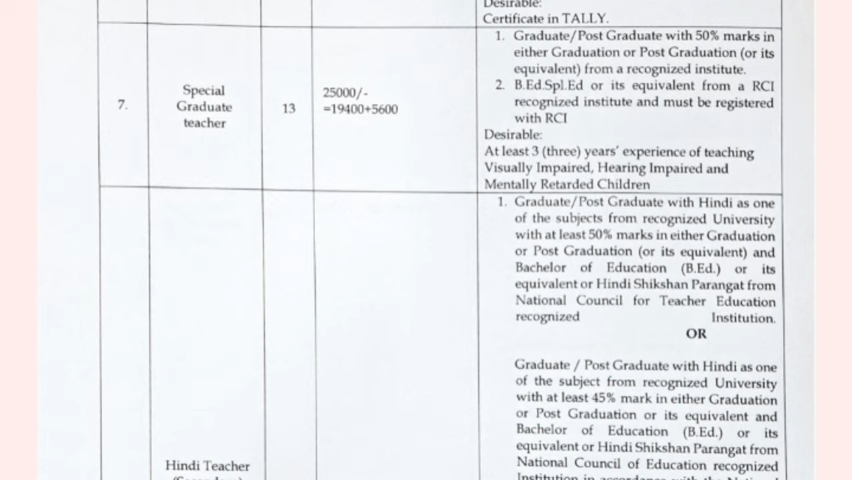 Desirable:
Certificate in TALLY.
7.
Special
Graduate
teacher
13
25000/-
=19400+5600
1. Graduate/Post Graduate with 50% marks in
either Graduation or Post Graduation (or its
equivalent) from a recognized institute.
2. B.Ed.Spl.Ed or its equivalent from a RCI
recognized institute and must be registered
with RCI
Desirable:
At least 3 (three) years' experience of teaching
Visually Impaired, Hearing Impaired and
Mentally Retarded Children
Hindi Teacher
1. Graduate/Post Graduate with Hindi as one
of the subjects from recognized University
with at least 50% marks in either Graduation
or Post Graduation (or its equivalent) and
Bachelor of Education (B.Ed.) or its
equivalent or Hindi Shikshan Parangat from
National Council for Teacher Education
recognized Institution.
OR
Graduate / Post Graduate with Hindi as one
of the subject from recognized University
with at least 45% mark in either Graduation
or Post Graduation or its equivalent and
Bachelor of Education (B.Ed.) or its
equivalent or Hindi Shikshan Parangat from
National Council of Education recognized
Institution in accordance with the National